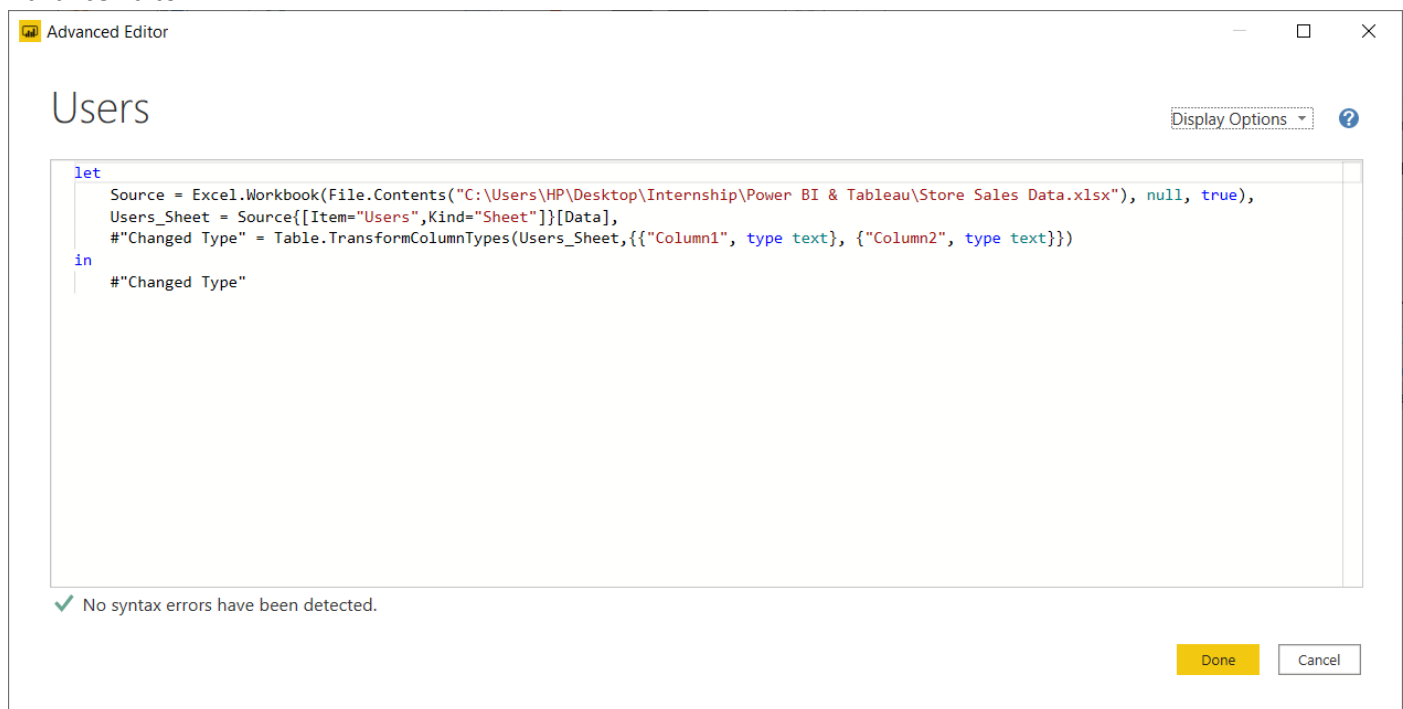 Advanced Editor
Users
Display Options
let
Source = Excel.Workbook(File.Contents("C:\Users\HP\Desktop\Internship\Power BI & Tableau\Store Sales Data.xlsx"), null, true),
Users_Sheet = Source{[Item="Users",Kind="Sheet"]}[Data],
#"Changed Type" = Table.TransformColumnTypes(Users_Sheet,{{"Column1", type text}, {"Column2", type text}})
in
#"Changed Type"
No syntax errors have been detected.
Done Cancel